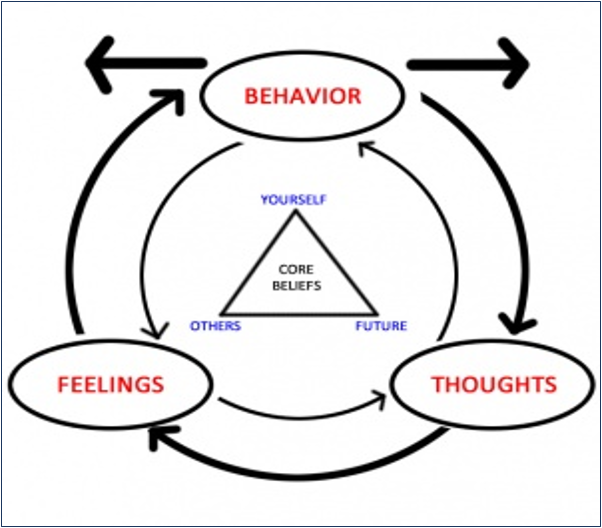 BEHAVIOR
YOURSELF
CORE
BELIEFS
OTHERS
FUTURE
FEELINGS
THOUGHTS